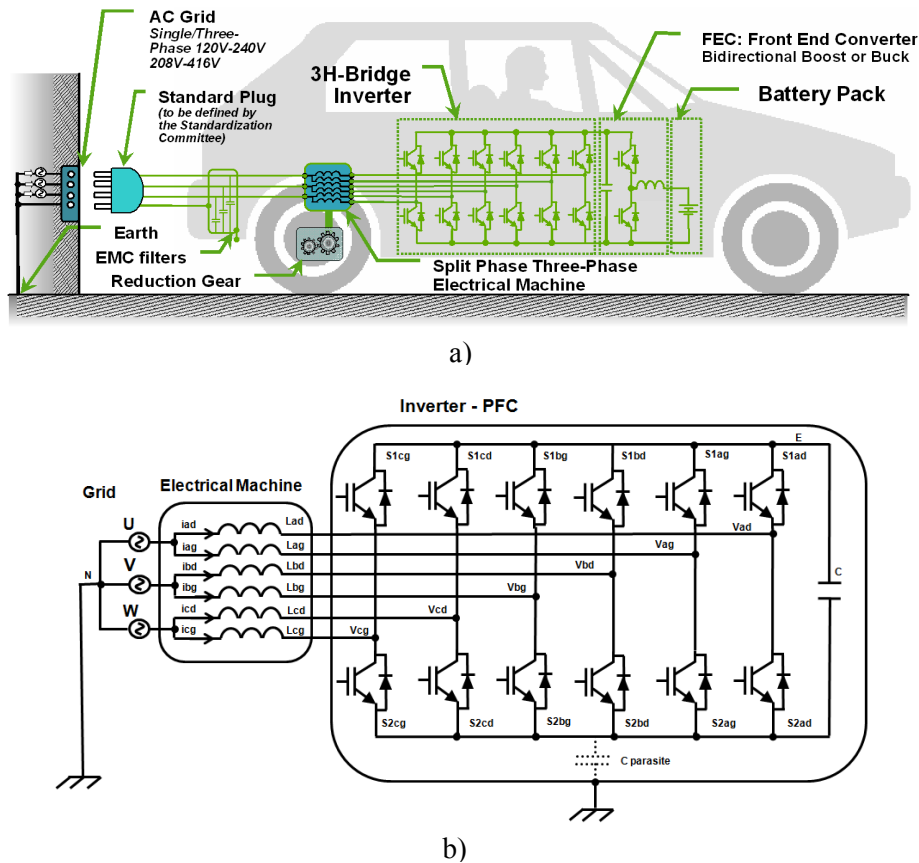 AC Grid
Single/Three-
Phase 120V-240V
208V-416V
FEC: Front End Converter
Bidirectional Boost or Buck
3H-Bridge
Inverter
Battery Pack
Standard Plug
(to be defined by
the Standardization
Committee)
Earth
EMC filters
Reduction Gear
Split Phase Three-Phase
Electrical Machine
a)
Inverter - PFC
S1cg
S1cd
S1bg
S1bd
S1ag
S1ad
E
Grid
Electrical Machine
U
iad
Lad
Vad
iag
Lag
Vag
N
V
ibd
Lbd
Vbd
ibg
Lbg
Vbg
C
W
icd
Lcd
Vcd
icg
Lcg
Vcg
S2cg
S2cd
S2bg
S2bd
S2ag
S2ad
C parasite
b)